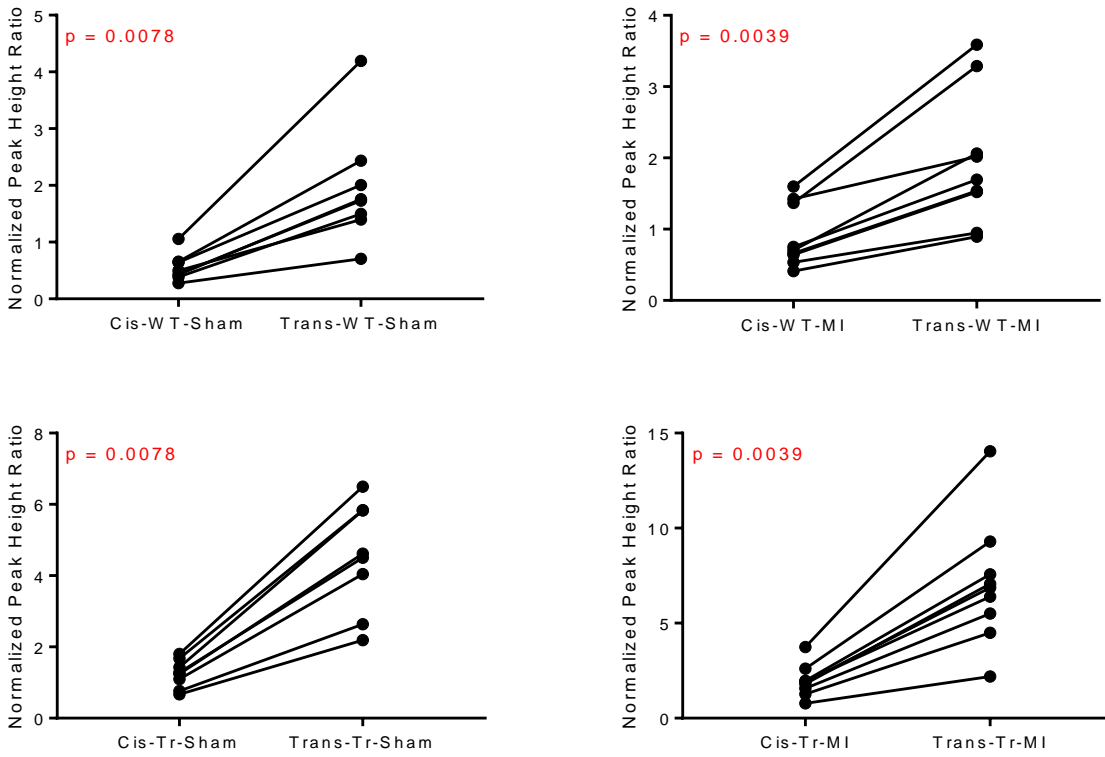 Normalized Peak Height Ratio
p = 0.0078
5
4
3
2
1
0
Cis-WT-Sham
Trans-WT-Sham
Normalized Peak Height Ratio
p = 0.0039
4
3
2
1
0
Cis-WT-MI
Trans-WT-MI
Normalized Peak Height Ratio
p = 0.0078
8
6
4
2
0
Cis-Tr-Sham
Trans-Tr-Sham
Normalized Peak Height Ratio
p = 0.0039
15
10
5
0
Cis-Tr-MI
Trans-Tr-MI